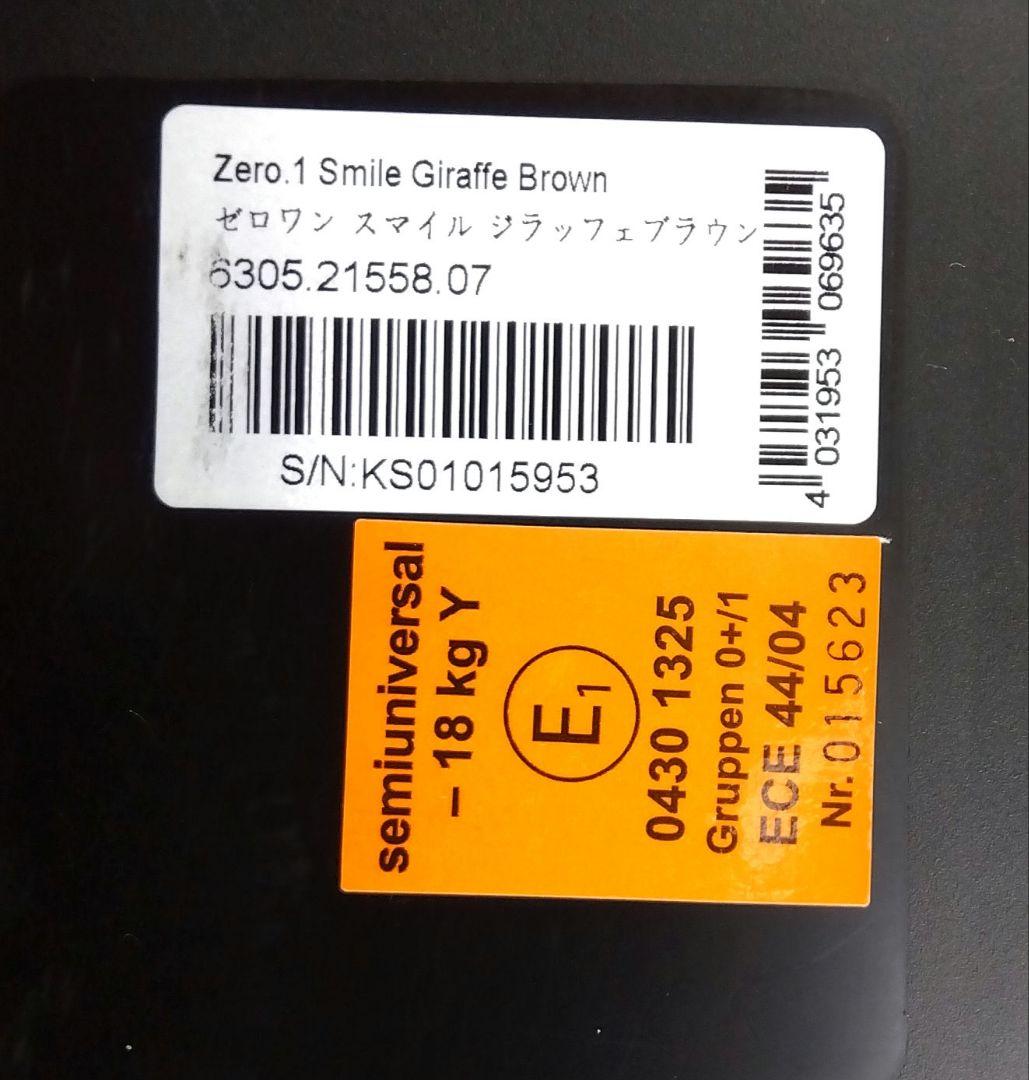 Zero.1 Smile Giraffe Brown
ゼロワン スマイル ジラッフェブラウン
6305.21558.07
S/N:KS01015953
4 031953 069635
semiuniversal
– 18 kg Y
E1
0430 1325
Gruppen 0+/1
ECE 44/04
Nr. 015623